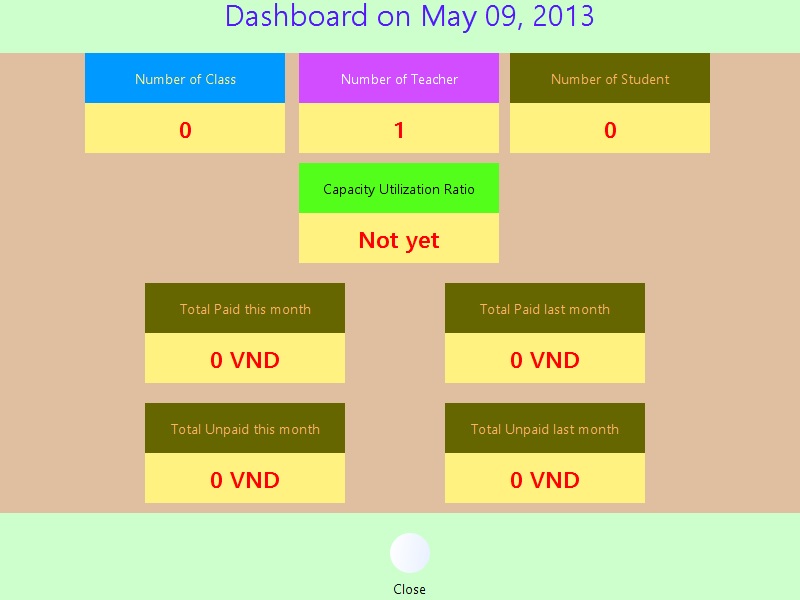 Dashboard on May 09, 2013
Number of Class
Number of Teacher
Number of Student
0
1
0
Capacity Utilization Ratio
Not yet
Total Paid this month
Total Paid last month
0 VND
0 VND
Total Unpaid this month
Total Unpaid last month
0 VND
0 VND
Close